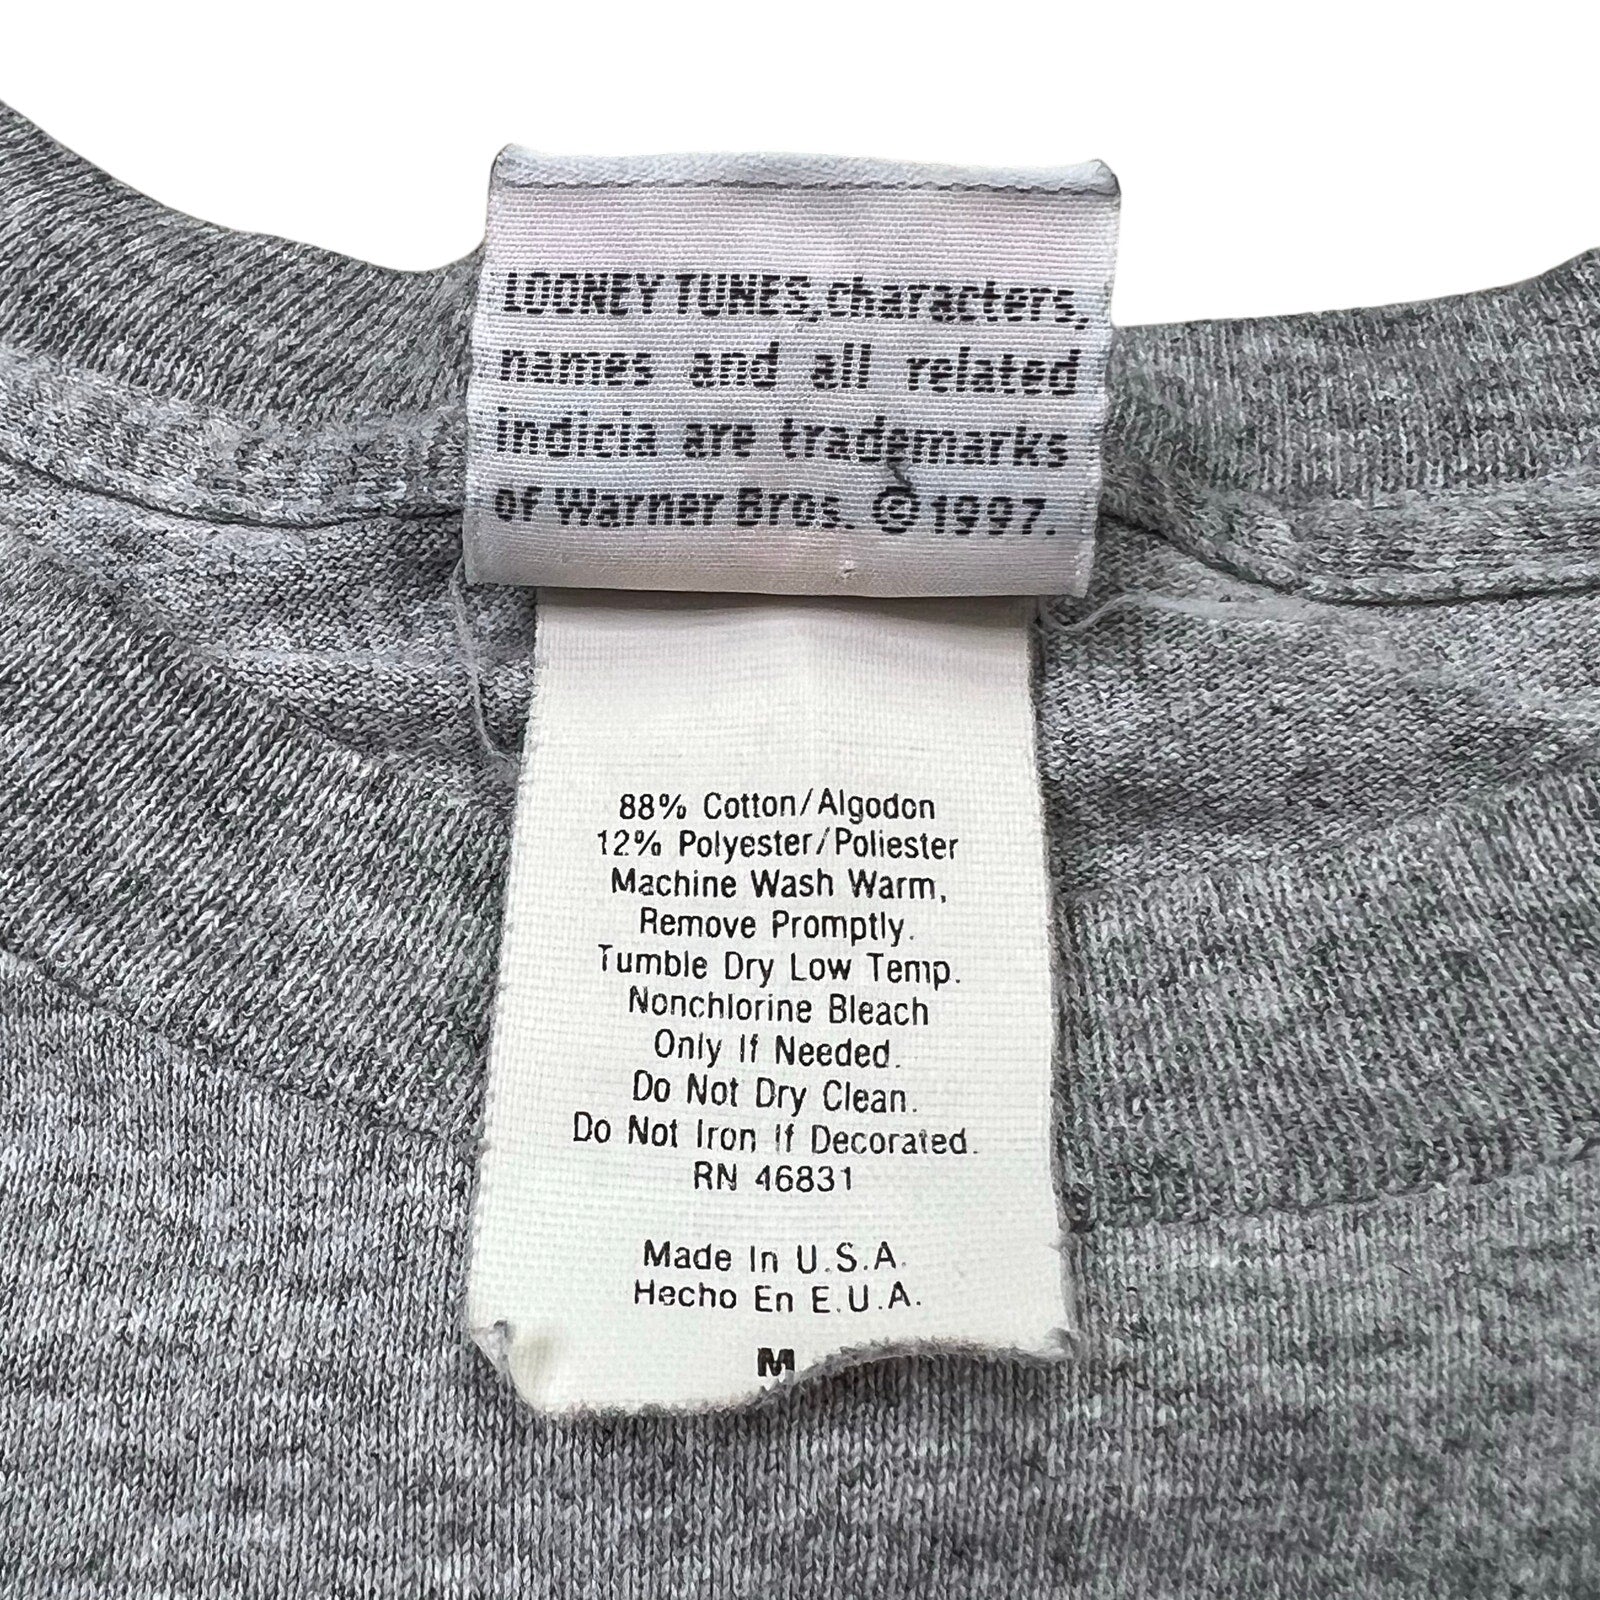 LOONEY TUNES, characters,
names and all related
indicia are trademarks
of Warner Bros. © 1997.
88% Cotton/Algodon
12% Polyester/Poliester
Machine Wash Warm,
Remove Promptly.
Tumble Dry Low Temp.
Nonchlorine Bleach
Only If Needed.
Do Not Dry Clean.
Do Not Iron If Decorated.
RN 46831
Made In U.S.A.
Hecho En E.U.A.
M